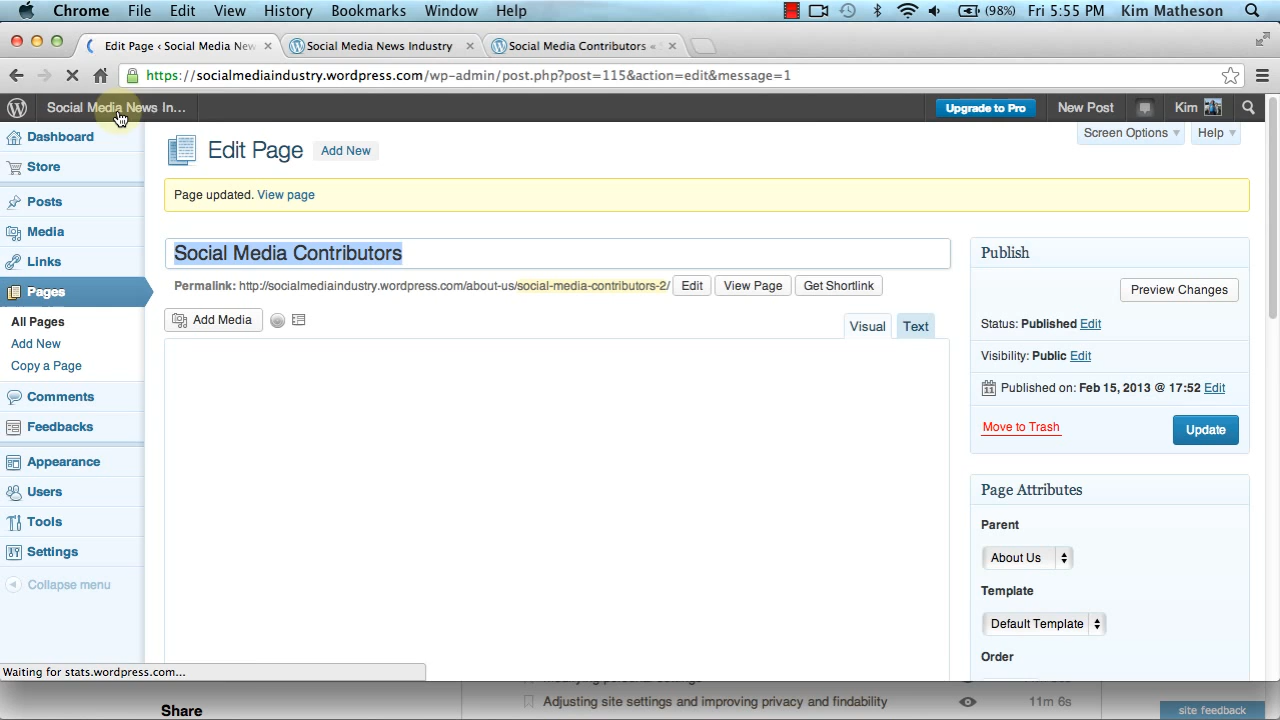 Chrome File Edit View History Bookmarks Window Help (98%) Fri 5:55 PM Kim Matheson
Edit Page ‹ Social Media New Social Media News Industry Social Media Contributors «
https://socialmediaindustry.wordpress.com/wp-admin/post.php?post=115&action=edit&message=1
Social Media News In... Upgrade to Pro New Post Kim
Screen Options Help
Dashboard
Store
Posts
Media
Links
Pages
All Pages
Add New
Copy a Page
Comments
Feedbacks
Appearance
Users
Tools
Settings
Collapse menu
Edit Page Add New
Page updated. View page
Social Media Contributors
Permalink: http://socialmediaindustry.wordpress.com/about-us/social-media-contributors-2/ Edit View Page Get Shortlink
Add Media
Visual Text
Publish
Preview Changes
Status: Published Edit
Visibility: Public Edit
11 Published on: Feb 15, 2013 @ 17:52 Edit
Move to Trash Update
Page Attributes
Parent
About Us
Template
Default Template
Order
Waiting for stats.wordpress.com...
Adjusting site settings and improving privacy and findability 11m 6s
Share
site feedback